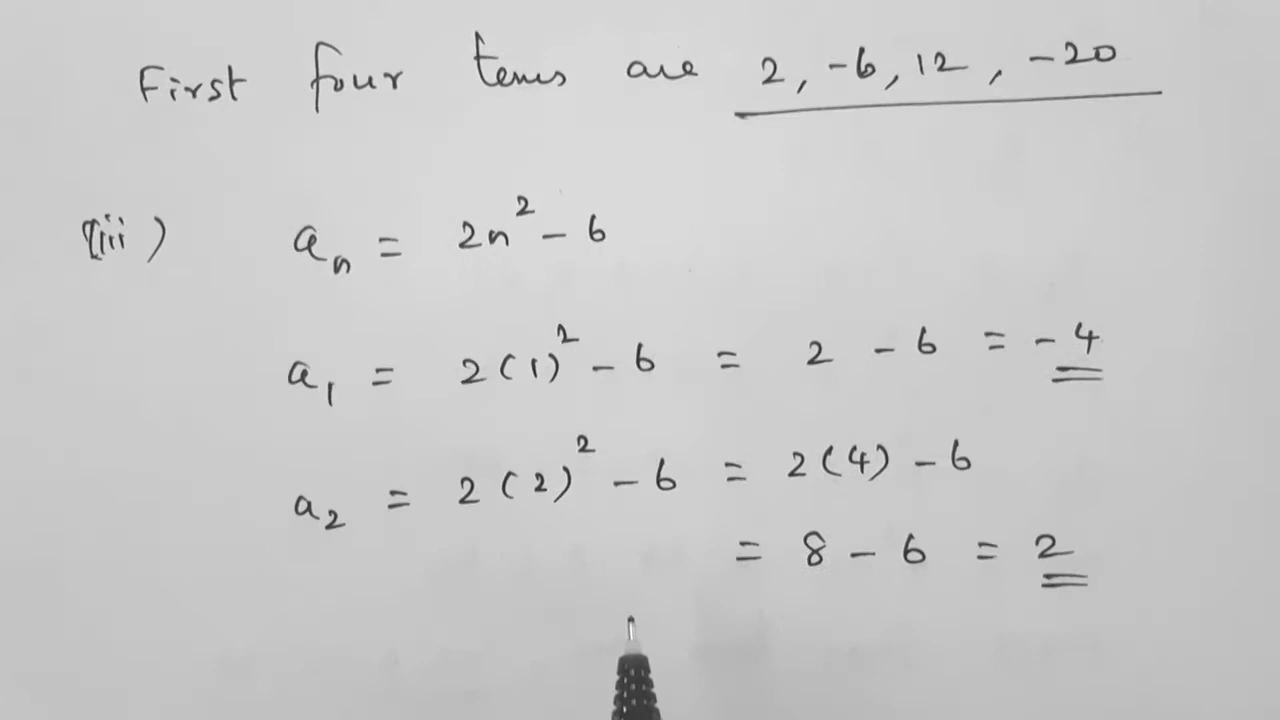 First four terms are 2, -6, 12, -20
(iii) aₙ = 2n² - 6
a₁ = 2(1)² - 6 = 2 - 6 = -4
a₂ = 2(2)² - 6 = 2(4) - 6
= 8 - 6 = 2